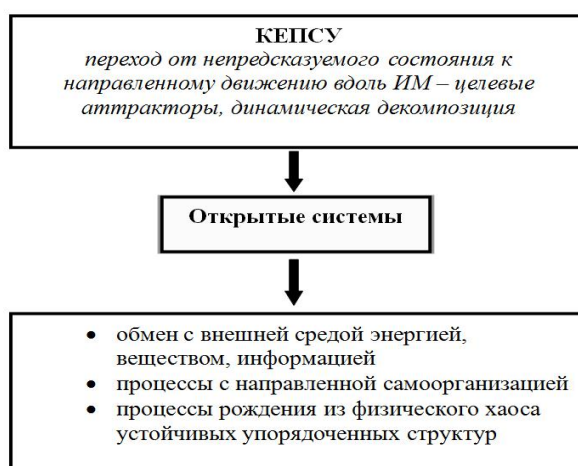 КЕПСУ
переход от непредсказуемого состояния к
направленному движению вдоль ИМ – целевые
аттракторы, динамическая декомпозиция
Открытые системы
• обмен с внешней средой энергией,
веществом, информацией
• процессы с направленной самоорганизацией
• процессы рождения из физического хаоса
устойчивых упорядоченных структур